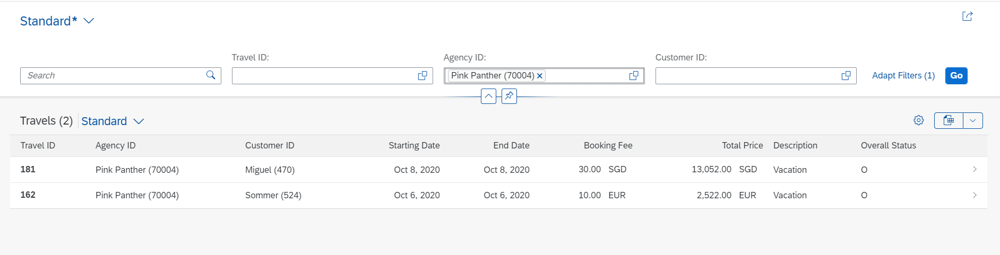 Standard*
Travel ID: Agency ID: Customer ID:
Search Pink Panther (70004) Adapt Filters (1) Go
Travels (2) Standard
Travel ID Agency ID Customer ID Starting Date End Date Booking Fee Total Price Description Overall Status
181 Pink Panther (70004) Miguel (470) Oct 8, 2020 Oct 8, 2020 30.00 SGD 13,052.00 SGD Vacation O
162 Pink Panther (70004) Sommer (524) Oct 6, 2020 Oct 6, 2020 10.00 EUR 2,522.00 EUR Vacation O